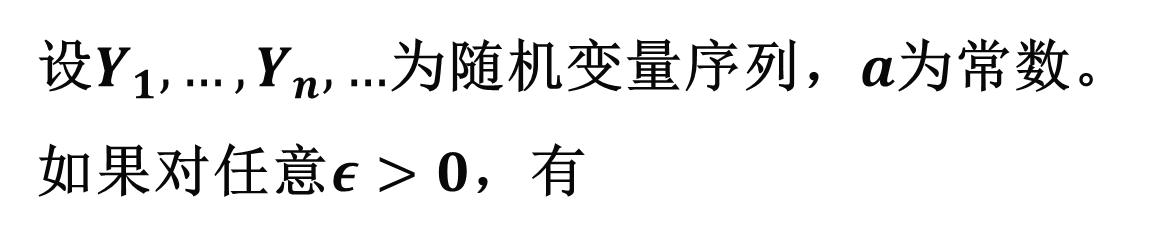 设Y₁, …, Yₙ, …为随机变量序列，a为常数。
如果对任意ϵ > 0，有